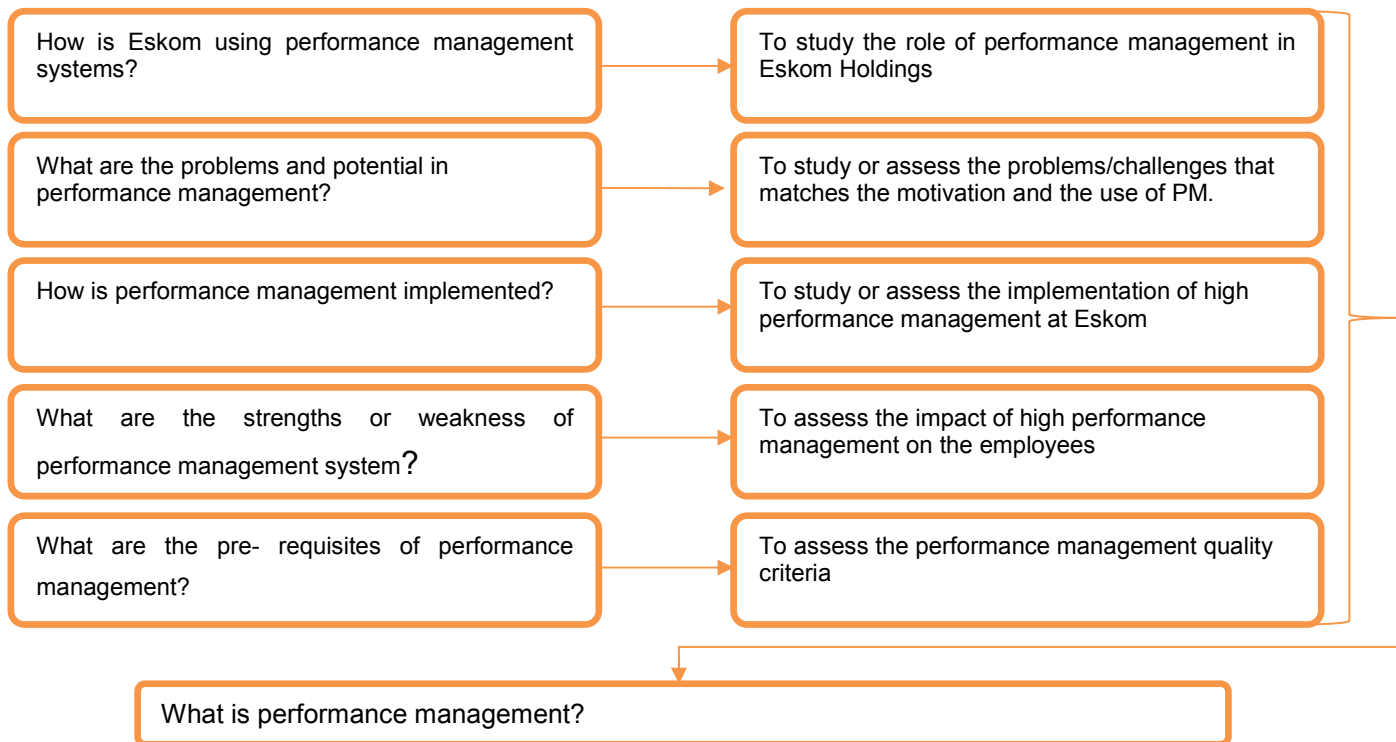 How is Eskom using performance management
systems?
To study the role of performance management in
Eskom Holdings
What are the problems and potential in
performance management?
To study or assess the problems/challenges that
matches the motivation and the use of PM.
How is performance management implemented?
To study or assess the implementation of high
performance management at Eskom
What are the strengths or weakness of
performance management system?
To assess the impact of high performance
management on the employees
What are the pre- requisites of performance
management?
To assess the performance management quality
criteria
What is performance management?